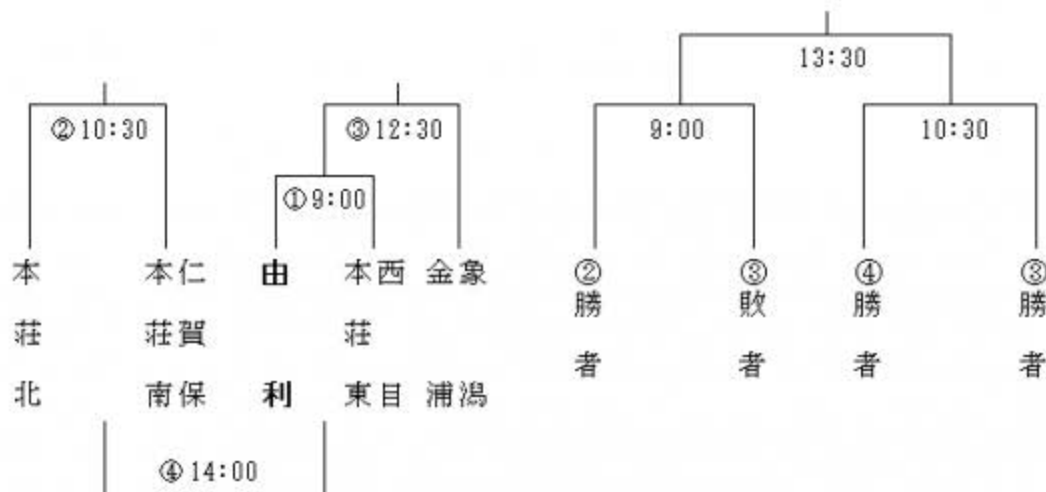 13:30
②10:30
③12:30
9:00
10:30
①9:00
本荘北
本荘南
仁賀保
由利
本荘東
西目
金浦
象潟
②勝者
③敗者
④勝者
③勝者
④14:00